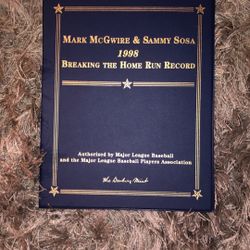 MARK MCGWIRE & SAMMY SOSA
1998
BREAKING THE HOME RUN RECORD
Authorized by Major League Baseball
and the Major League Baseball Players Association
The Danbury Mint